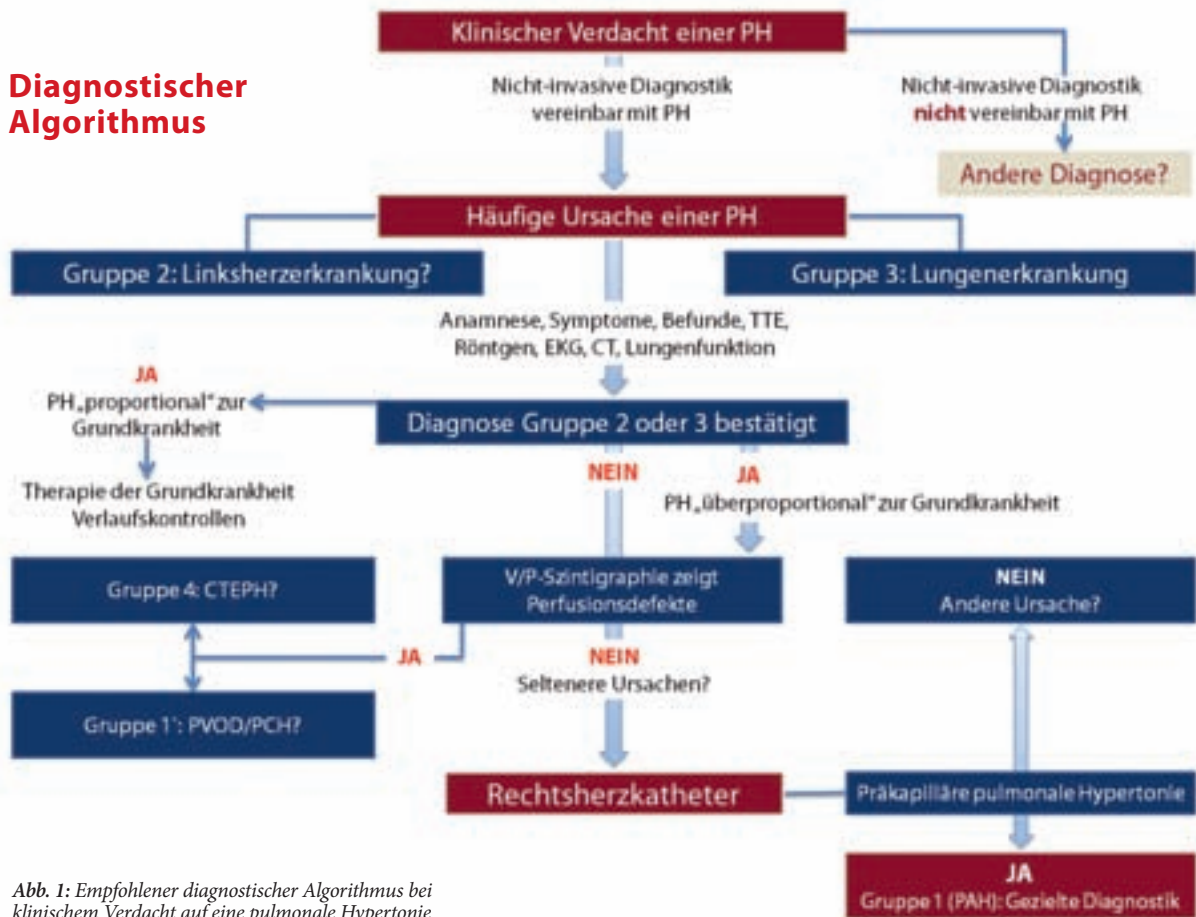 Diagnostischer
Algorithmus
Klinischer Verdacht einer PH
Nicht-invasive Diagnostik
vereinbar mit PH
Nicht-invasive Diagnostik
nicht vereinbar mit PH
Andere Diagnose?
Häufige Ursache einer PH
Gruppe 2: Linksherzerkrankung?
Gruppe 3: Lungenerkrankung
Anamnese, Symptome, Befunde, TTE,
Röntgen, EKG, CT, Lungenfunktion
JA
PH „proportional“ zur
Grundkrankheit
Diagnose Gruppe 2 oder 3 bestätigt
NEIN
JA
PH „überproportional“ zur Grundkrankheit
Therapie der Grundkrankheit
Verlaufskontrollen
Gruppe 4: CTEPH?
V/P-Szintigraphie zeigt
Perfusionsdefekte
NEIN
Andere Ursache?
JA
NEIN
Seltenere Ursachen?
Gruppe 1': PVOD/PCH?
Rechtsherzkatheter
Präkapilläre pulmonale Hypertonie
JA
Gruppe 1 (PAH): Gezielte Diagnostik
Abb. 1: Empfohlener diagnostischer Algorithmus bei
klinischem Verdacht auf eine pulmonale Hypertonie